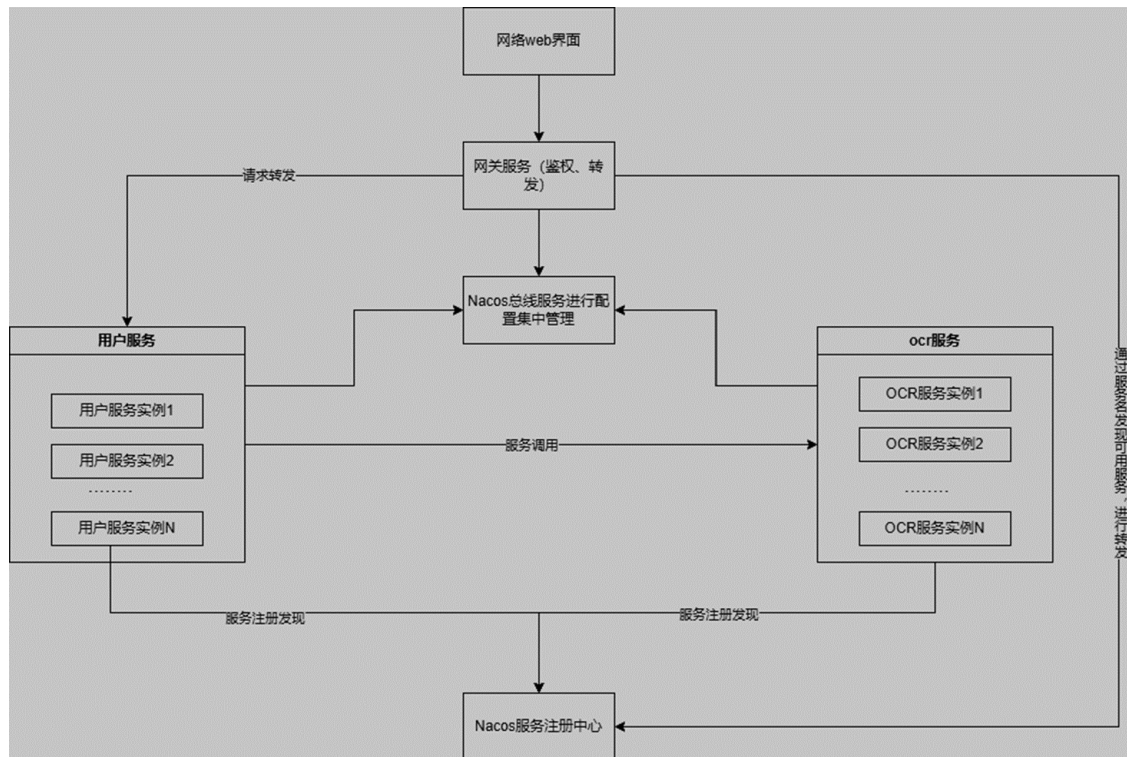 网络web界面
网关服务（鉴权、转
发）
请求转发
Nacos总线服务进行配
置集中管理
用户服务
用户服务实例1
用户服务实例2
用户服务实例N
服务调用
ocr服务
OCR服务实例1
OCR服务实例2
OCR服务实例N
通过服务名发现可用服务，进行转发
服务注册发现
服务注册发现
Nacos服务注册中心